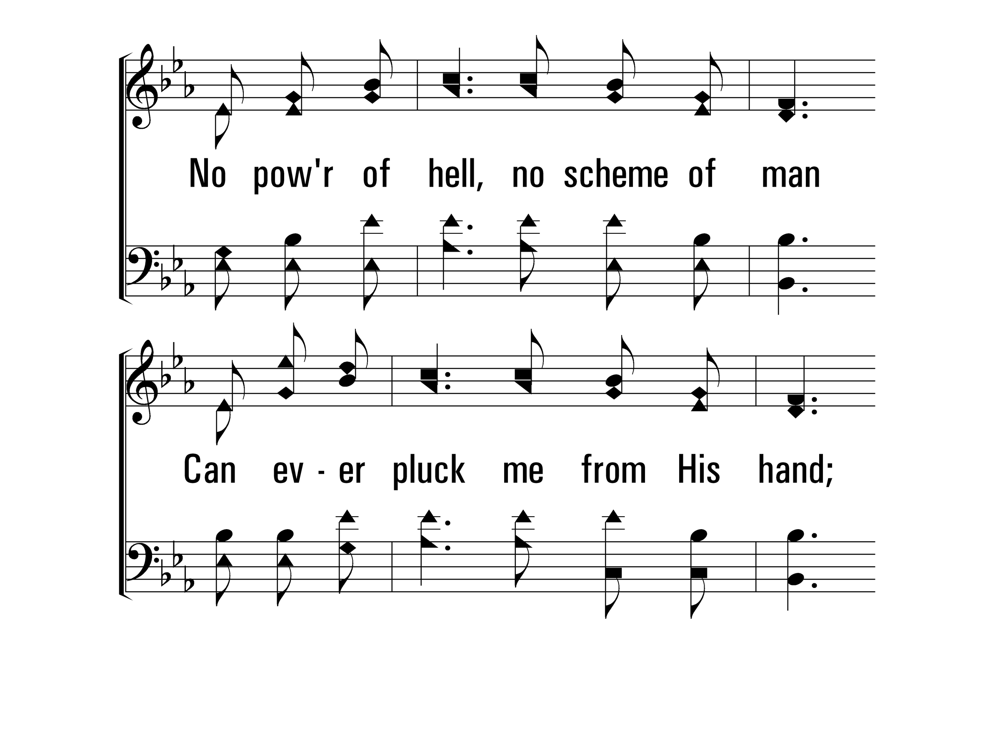 No pow'r of hell, no scheme of man
Can ev - er pluck me from His hand;